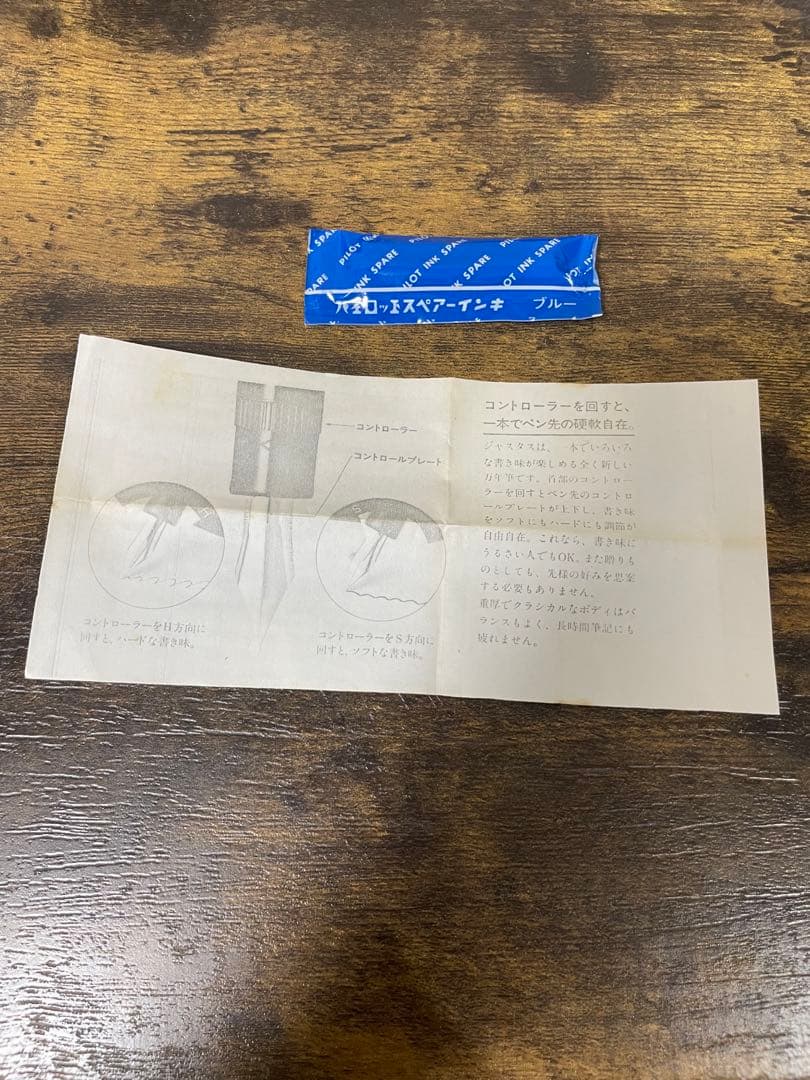 PILOT INK SPARE PILOT INK SPARE PILOT INK SPARE
パイロットスペアーインキ ブルー
コントローラー
コントロールプレート
コントローラーをH方向に
回すと、ハードな書き味。
コントローラーをS方向に
回すと、ソフトな書き味。
コントローラーを回すと、
一本でペン先の硬軟自在。
ジャスタスは、一本でいろいろ
な書き味が楽しめる全く新しい
万年筆です。首部のコントロー
ラーを回すとペン先のコントロ
ールプレートが上下し、書き味
をソフトにもハードにも調節が
自由自在。これなら、書き味に
うるさい人でもOK。また贈りも
のとしても、先様の好みを思案
する必要もありません。
重厚でクラシカルなボディはバ
ランスもよく、長時間筆記にも
疲れません。